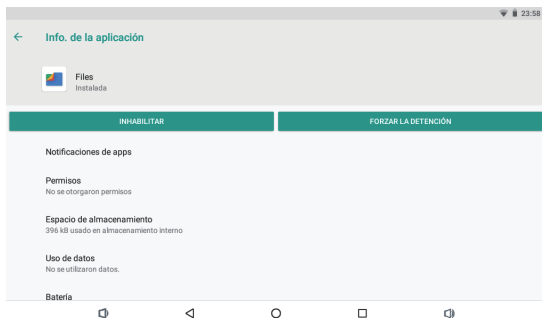 23:58
Info. de la aplicación
Files
Instalada
INHABILITAR
FORZAR LA DETENCIÓN
Notificaciones de apps
Permisos
No se otorgaron permisos
Espacio de almacenamiento
396 kB usado en almacenamiento interno
Uso de datos
No se utilizaron datos.
Batería